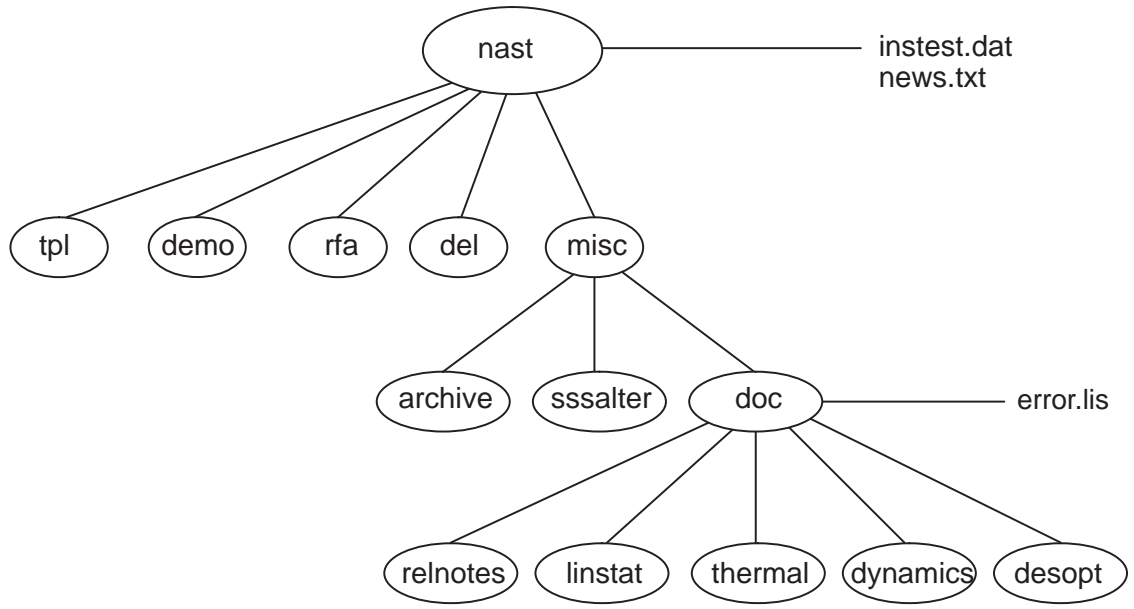 nast
instest.dat
news.txt
tpl
demo
rfa
del
misc
archive
sssalter
doc
error.lis
relnotes
linstat
thermal
dynamics
desopt